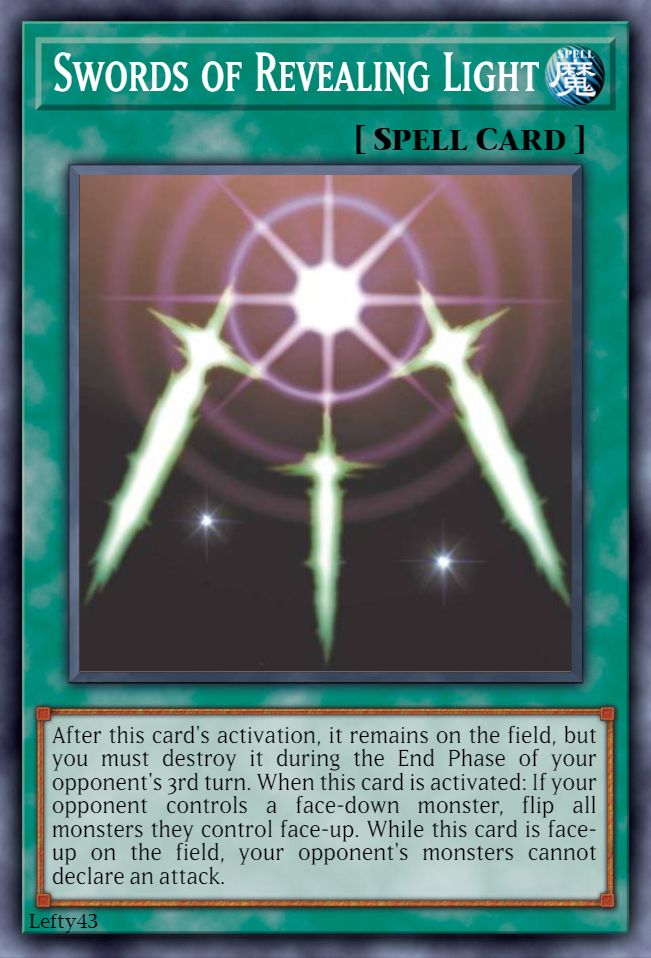 Swords of Revealing Light
SPELL
魔
[ Spell Card ]
After this card's activation, it remains on the field, but
you must destroy it during the End Phase of your
opponent's 3rd turn. When this card is activated: If your
opponent controls a face-down monster, flip all
monsters they control face-up. While this card is face-
up on the field, your opponent's monsters cannot
declare an attack.
Lefty43